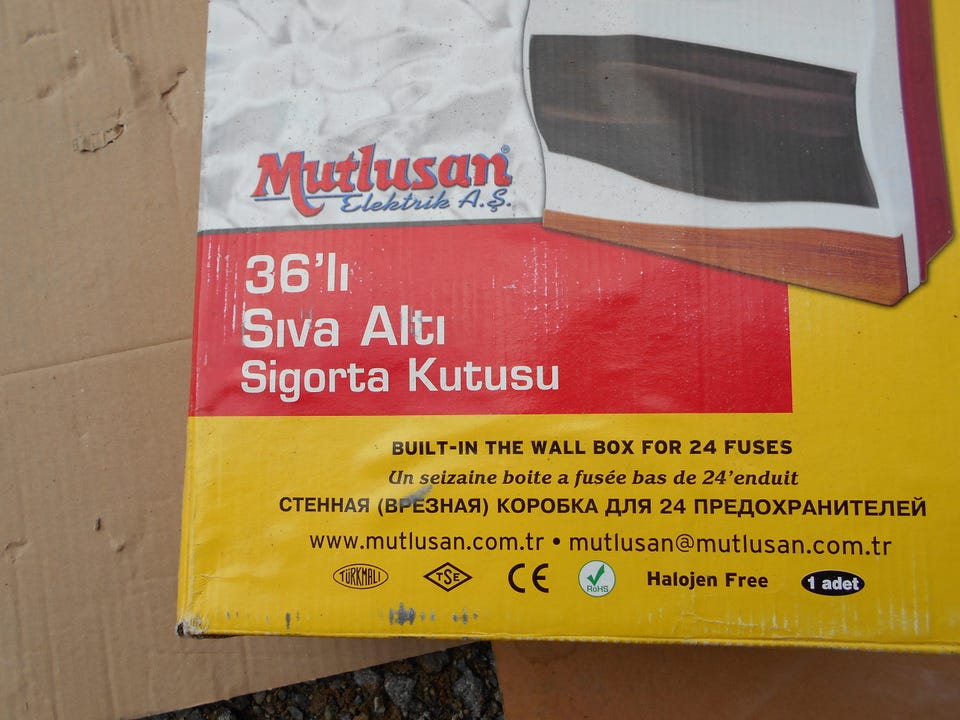 Mutlusan®
Elektrik A.Ş.
36'lı
Sıva Altı
Sigorta Kutusu
BUILT-IN THE WALL BOX FOR 24 FUSES
Un seizaine boite a fusée bas de 24'enduit
СТЕННАЯ (ВРЕЗНАЯ) КОРОБКА ДЛЯ 24 ПРЕДОХРАНИТЕЛЕЙ
www.mutlusan.com.tr • mutlusan@mutlusan.com.tr
TÜRKMALI TSE CE RoHS Halojen Free 1 adet